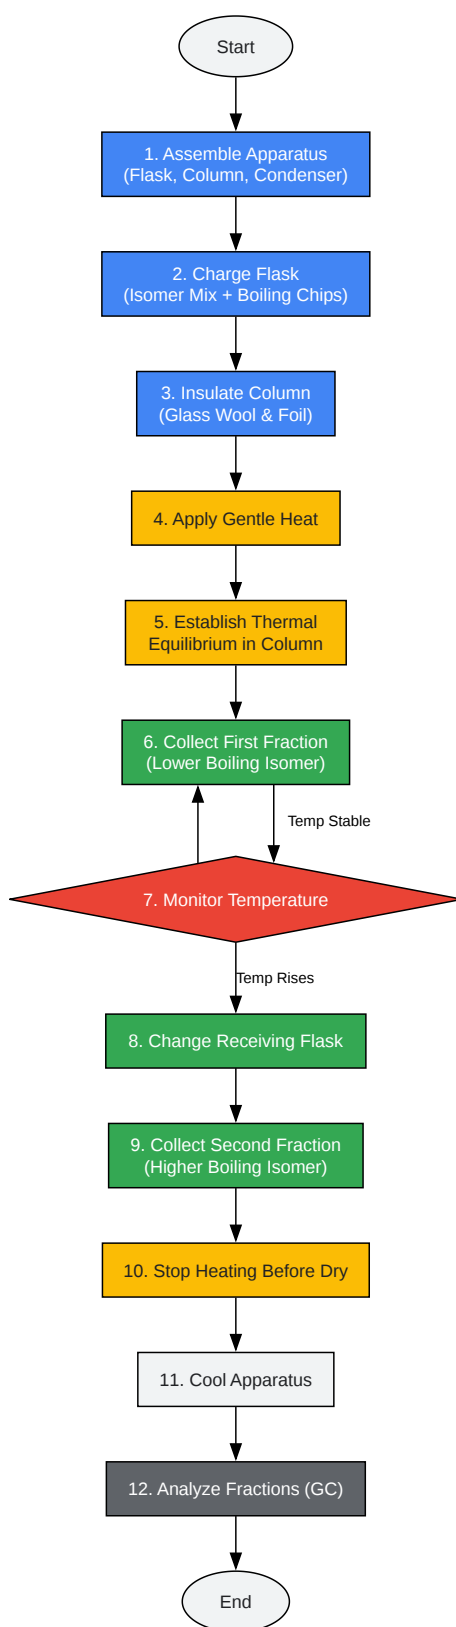 Start
1. Assemble Apparatus
(Flask, Column, Condenser)
2. Charge Flask
(Isomer Mix + Boiling Chips)
3. Insulate Column
(Glass Wool & Foil)
4. Apply Gentle Heat
5. Establish Thermal
Equilibrium in Column
6. Collect First Fraction
(Lower Boiling Isomer)
Temp Stable
7. Monitor Temperature
Temp Rises
8. Change Receiving Flask
9. Collect Second Fraction
(Higher Boiling Isomer)
10. Stop Heating Before Dry
11. Cool Apparatus
12. Analyze Fractions (GC)
End